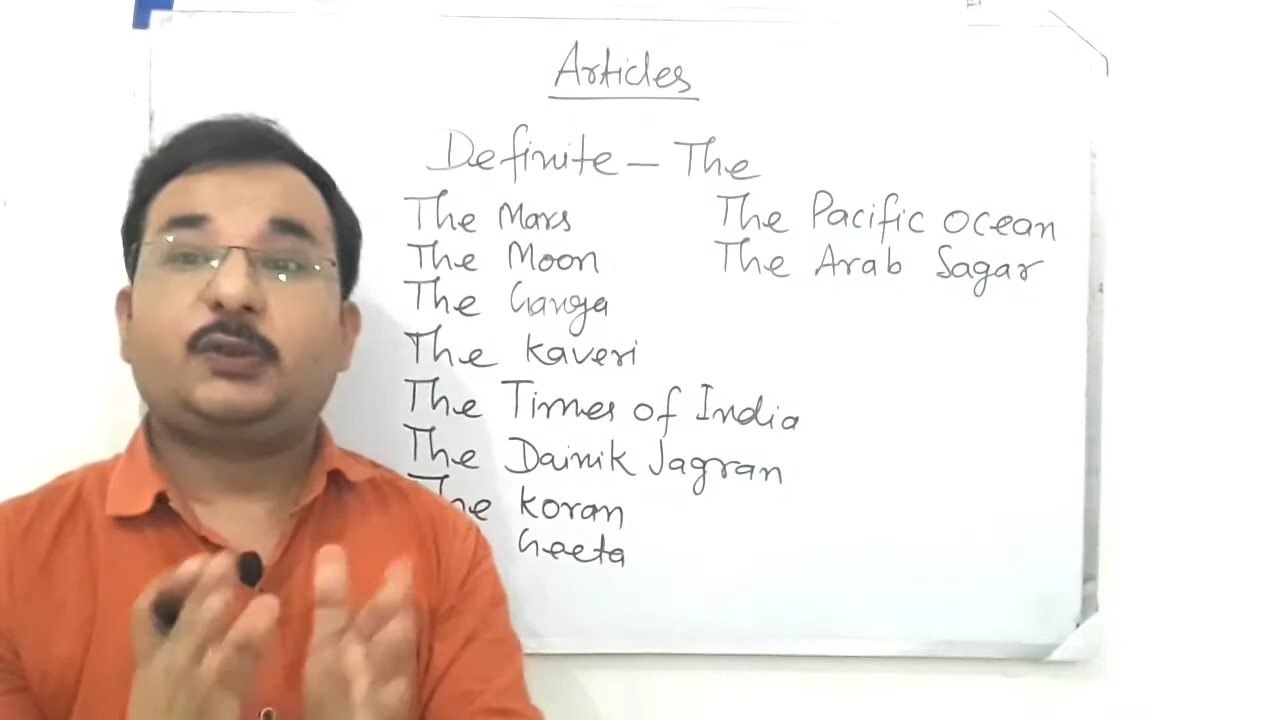 Articles
Definite - The
The Mars
The Moon
The Ganga
The Kaveri
The Times of India
The Dainik Jagran
The Koran
Geeta
The Pacific Ocean
The Arab Sagar